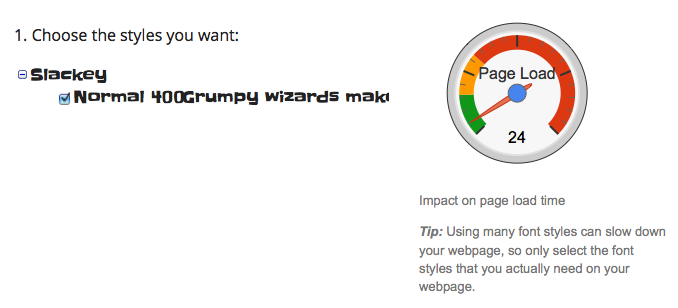 1. Choose the styles you want:
Slackey
Normal 400Grumpy wizards make
Page Load
24
Impact on page load time
Tip: Using many font styles can slow down
your webpage, so only select the font
styles that you actually need on your
webpage.